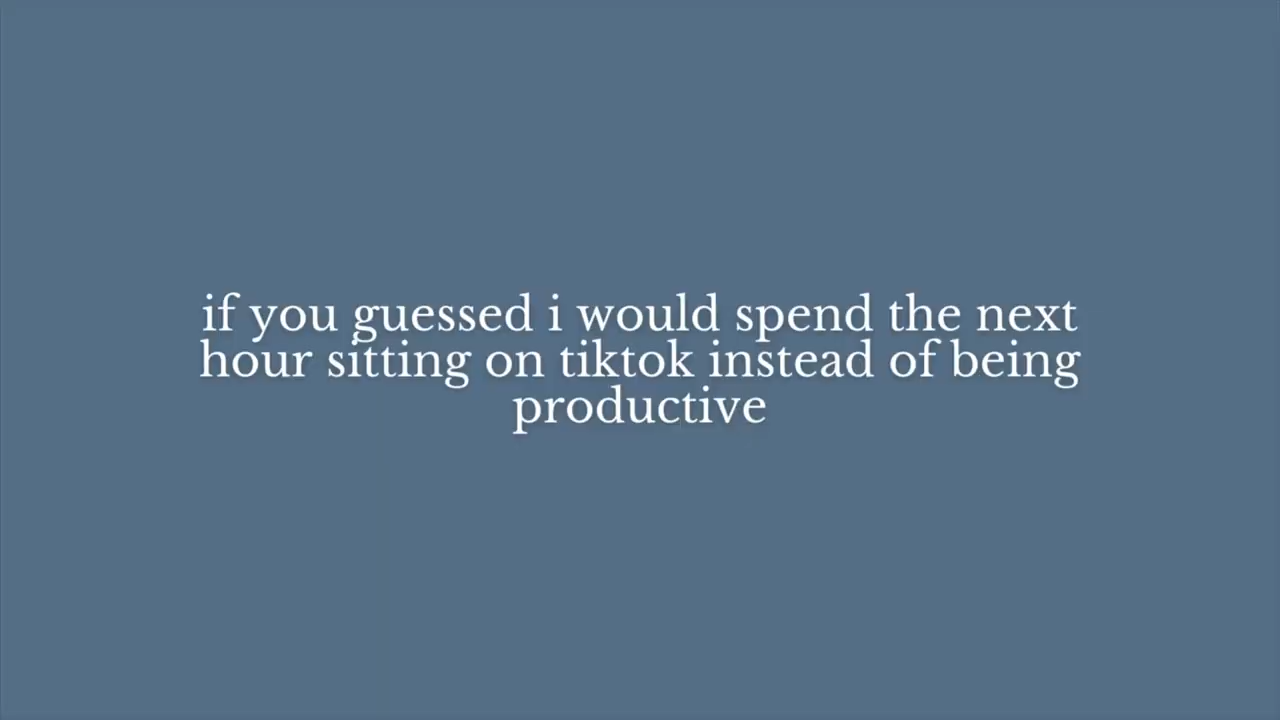 if you guessed i would spend the next
hour sitting on tiktok instead of being
productive